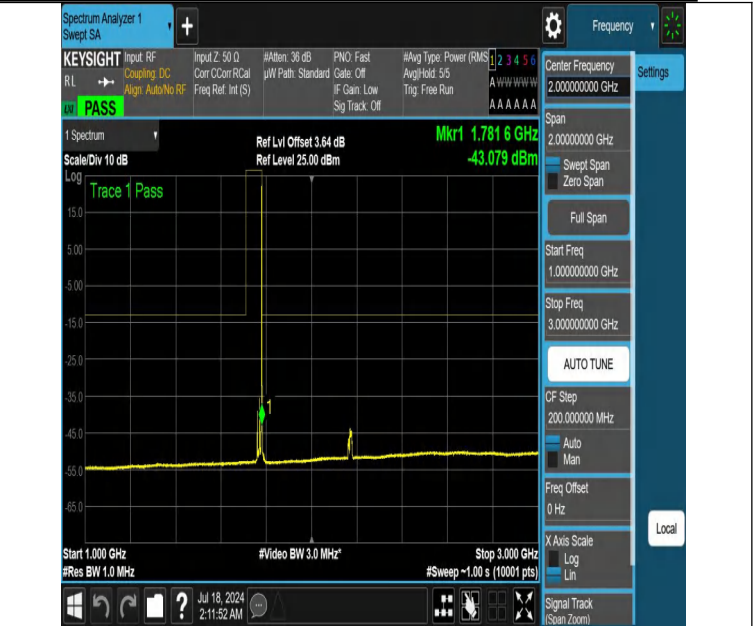 Spectrum Analyzer 1
Swept SA
+
Frequency
KEYSIGHT
RL
PASS
Input: RF
Coupling: DC
Align: Auto/No RF
Input Z: 50 Ω
Corr CCorr RCal
Freq Ref: Int (S)
#Atten: 36 dB
µW Path: Standard
PNO: Fast
Gate: Off
IF Gain: Low
Sig Track: Off
#Avg Type: Power (RMS
Avg|Hold: 5/5
Trig: Free Run
1 2 3 4 5 6
A W W W W W
A A A A A A
1 Spectrum
Scale/Div 10 dB
Ref Lvl Offset 3.64 dB
Ref Level 25.00 dBm
Mkr1 1.781 6 GHz
-43.079 dBm
Log
Trace 1 Pass
15.0
5.00
-5.00
-15.0
-25.0
-35.0
-45.0
-55.0
-65.0
1
Start 1.000 GHz
#Res BW 1.0 MHz
#Video BW 3.0 MHz*
Stop 3.000 GHz
#Sweep ~1.00 s (10001 pts)
Jul 18, 2024
2:11:52 AM
?
Center Frequency
2.000000000 GHz
Span
2.00000000 GHz
Swept Span
Zero Span
Full Span
Start Freq
1.000000000 GHz
Stop Freq
3.000000000 GHz
AUTO TUNE
CF Step
200.000000 MHz
Auto
Man
Freq Offset
0 Hz
X Axis Scale
Log
Lin
Signal Track
(Span Zoom)
Settings
Local